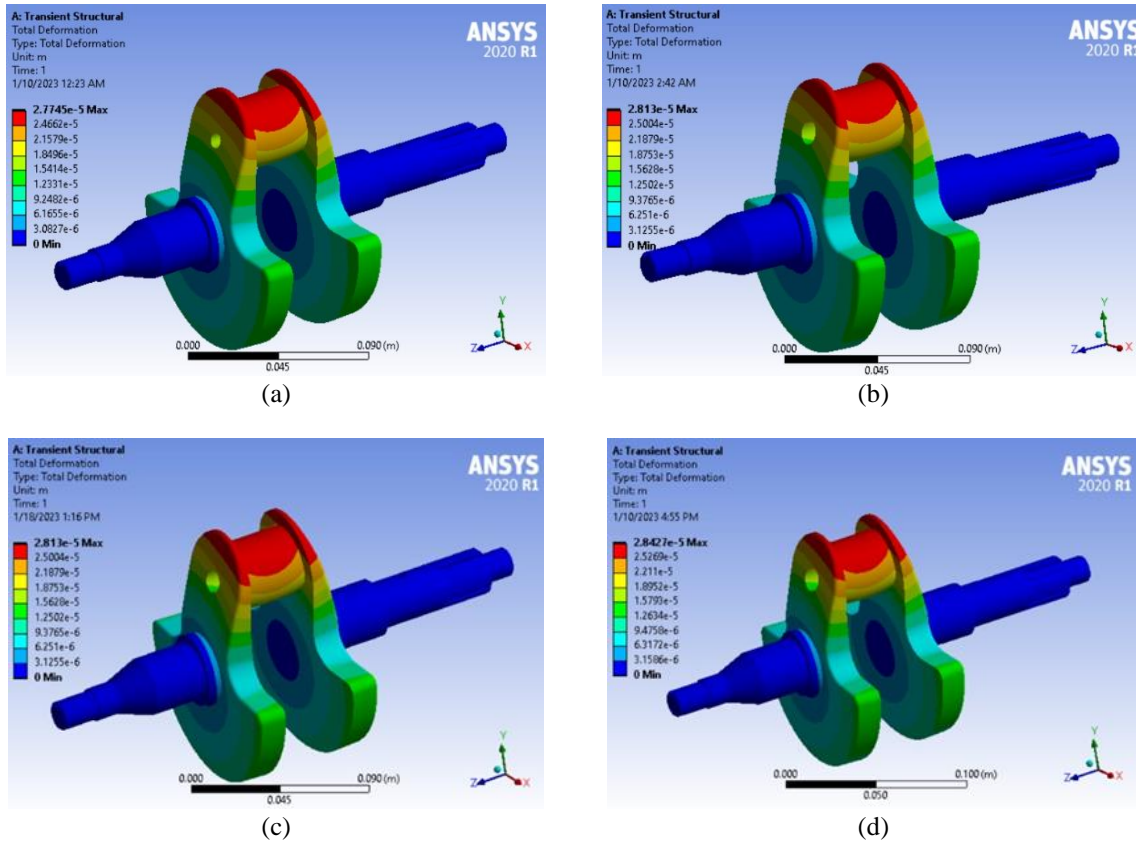 A: Transient Structural
Total Deformation
Type: Total Deformation
Unit: m
Time: 1
1/10/2023 12:23 AM
ANSYS
2020 R1
2.7745e-5 Max
2.4662e-5
2.1579e-5
1.8496e-5
1.5414e-5
1.2331e-5
9.2482e-6
6.1655e-6
3.0827e-6
0 Min
0.000
0.090 (m)
0.045
Y
Z
X
(a)
A: Transient Structural
Total Deformation
Type: Total Deformation
Unit: m
Time: 1
1/10/2023 2:42 AM
ANSYS
2020 R1
2.813e-5 Max
2.5004e-5
2.1879e-5
1.8753e-5
1.5628e-5
1.2502e-5
9.3765e-6
6.251e-6
3.1255e-6
0 Min
0.000
0.090 (m)
0.045
Y
Z
X
(b)
A: Transient Structural
Total Deformation
Type: Total Deformation
Unit: m
Time: 1
1/18/2023 1:16 PM
ANSYS
2020 R1
2.813e-5 Max
2.5004e-5
2.1879e-5
1.8753e-5
1.5628e-5
1.2502e-5
9.3765e-6
6.251e-6
3.1255e-6
0 Min
0.000
0.090 (m)
0.045
Y
Z
X
(c)
A: Transient Structural
Total Deformation
Type: Total Deformation
Unit: m
Time: 1
1/10/2023 4:55 PM
ANSYS
2020 R1
2.8427e-5 Max
2.5269e-5
2.211e-5
1.8952e-5
1.5793e-5
1.2634e-5
9.4758e-6
6.3172e-6
3.1586e-6
0 Min
0.000
0.100 (m)
0.050
Y
Z
X
(d)